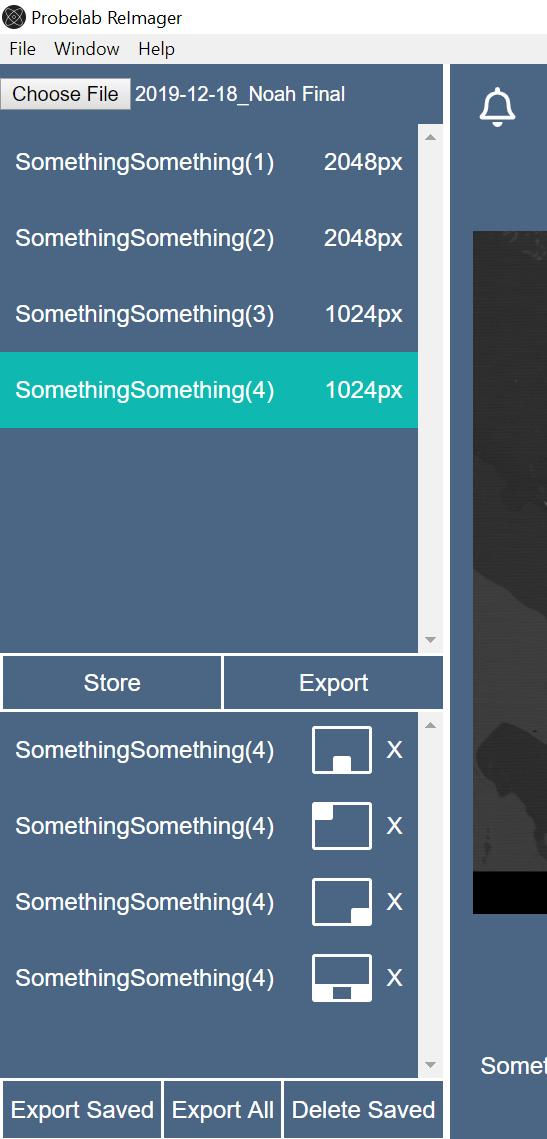 Probelab ReImager
File Window Help
Choose File 2019-12-18_Noah Final
SomethingSomething(1) 2048px
SomethingSomething(2) 2048px
SomethingSomething(3) 1024px
SomethingSomething(4) 1024px
Store Export
SomethingSomething(4) X
SomethingSomething(4) X
SomethingSomething(4) X
SomethingSomething(4) X
Somet
Export Saved Export All Delete Saved